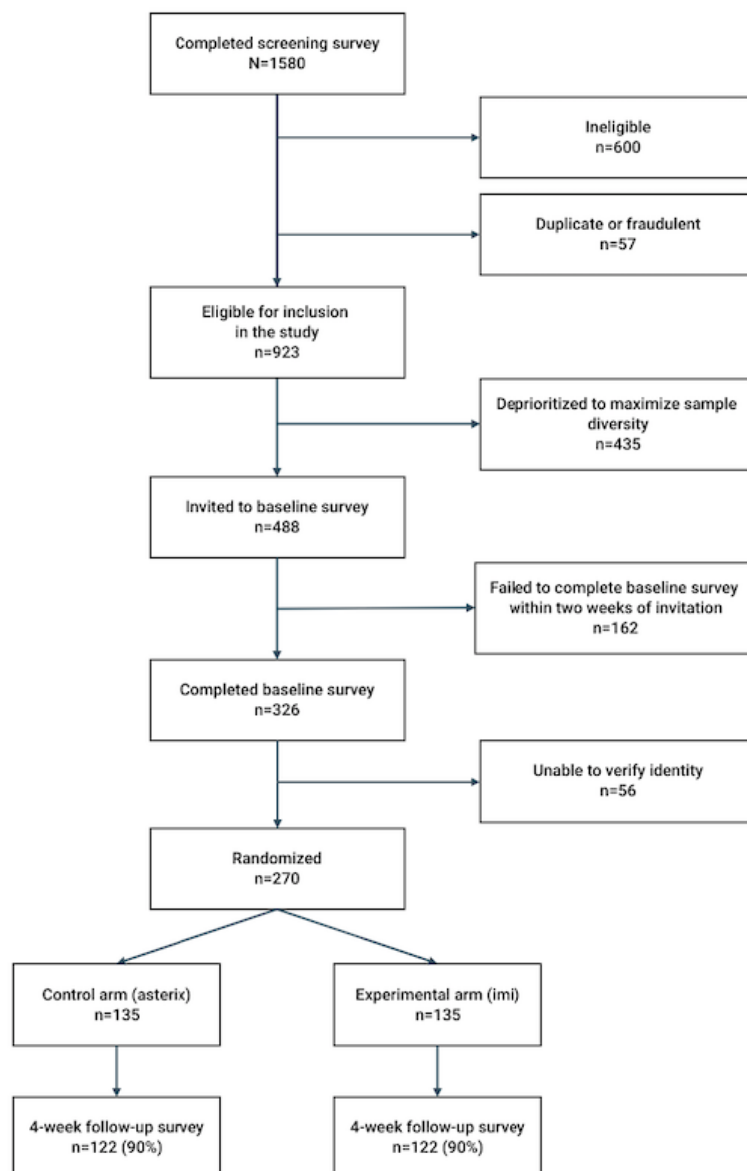 Completed screening survey
N=1580
Ineligible
n=600
Duplicate or fraudulent
n=57
Eligible for inclusion
in the study
n=923
Deprioritized to maximize sample
diversity
n=435
Invited to baseline survey
n=488
Failed to complete baseline survey
within two weeks of invitation
n=162
Completed baseline survey
n=326
Unable to verify identity
n=56
Randomized
n=270
Control arm (asterix)
n=135
Experimental arm (imi)
n=135
4-week follow-up survey
n=122 (90%)
4-week follow-up survey
n=122 (90%)